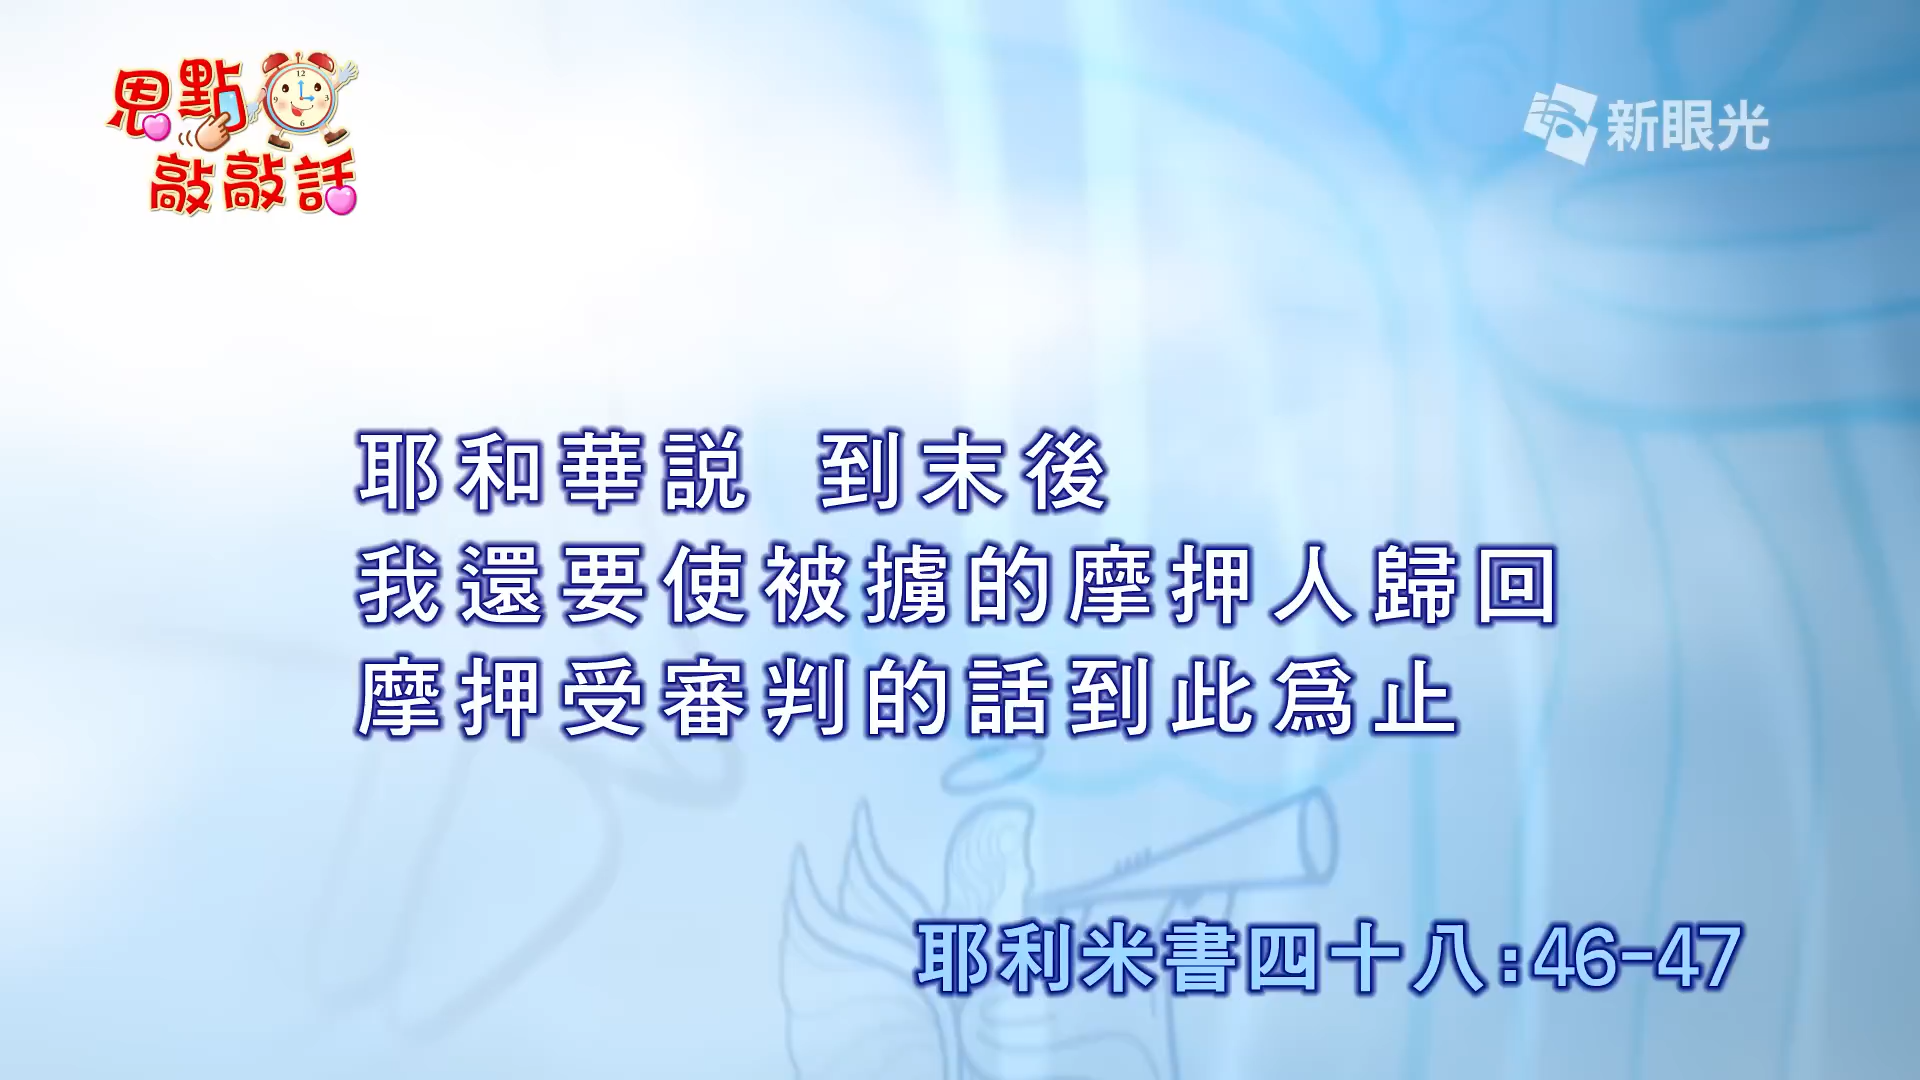 恩點
敲敲話
新眼光
耶和華説 到末後
我還要使被擄的摩押人歸回
摩押受審判的話到此爲止
耶利米書四十八:46-47